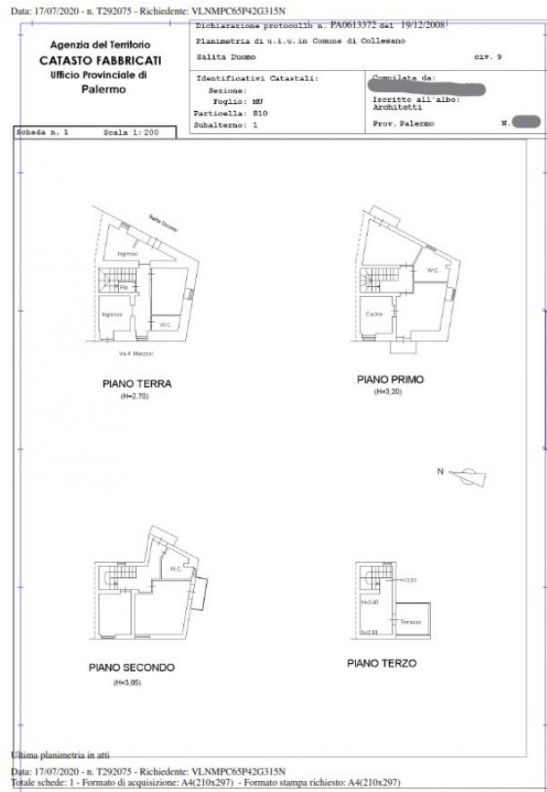 Data: 17/07/2020 - n. T292075 - Richiedente: VLNMPC65P42G315N
Agenzia del Territorio
CATASTO FABBRICATI
Ufficio Provinciale di
Palermo
Dichiarazione protocollo n. PA0613372 del 19/12/2008
Planimetria di u.i.u. in Comune di Collesano
Salita Duomo civ. 9
Identificativi Catastali:
Sezione:
Foglio: MU
Particella: 810
Subalterno: 1
Compilata da:
Iscritto all'albo:
Architetti
Prov. Palermo N.
Scheda n. 1 Scala 1:200
Salita Duomo
Ingresso
Rip.
Ingresso
W.C.
Via A. Manzoni
PIANO TERRA
(H=2,70)
W.C.
Cucina
PIANO PRIMO
(H=3,20)
N
W.C.
PIANO SECONDO
(H=3,05)
H=3,40
Terrazzo
PIANO TERZO
Ultima planimetria in atti
Data: 17/07/2020 - n. T292075 - Richiedente: VLNMPC65P42G315N
Totale schede: 1 - Formato di acquisizione: A4(210x297) - Formato stampa richiesto: A4(210x297)